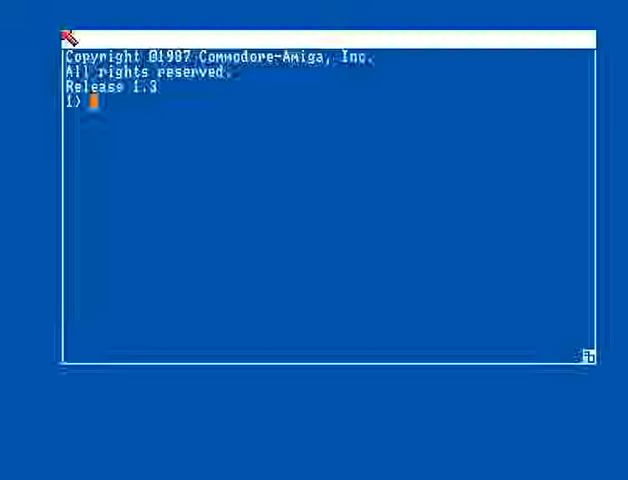 Copyright ©1987 Commodore-Amiga, Inc.
All rights reserved.
Release 1.3
1>